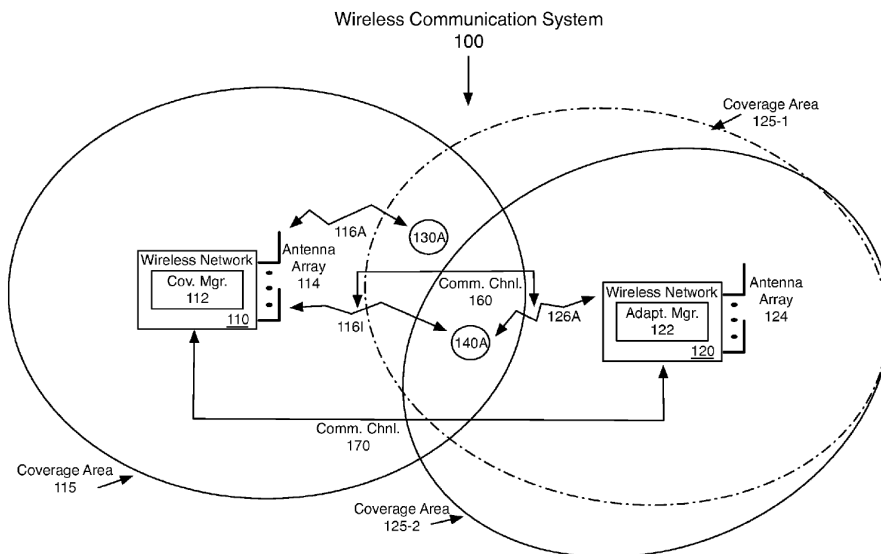 Wireless Communication System
100
Coverage Area
125-1
116A
130A
Wireless Network
Cov. Mgr.
112
110
Antenna
Array
114
Comm. Chnl.
160
116I
126A
140A
Wireless Network
Adapt. Mgr.
122
120
Antenna
Array
124
Comm. Chnl.
170
Coverage Area
115
Coverage Area
125-2